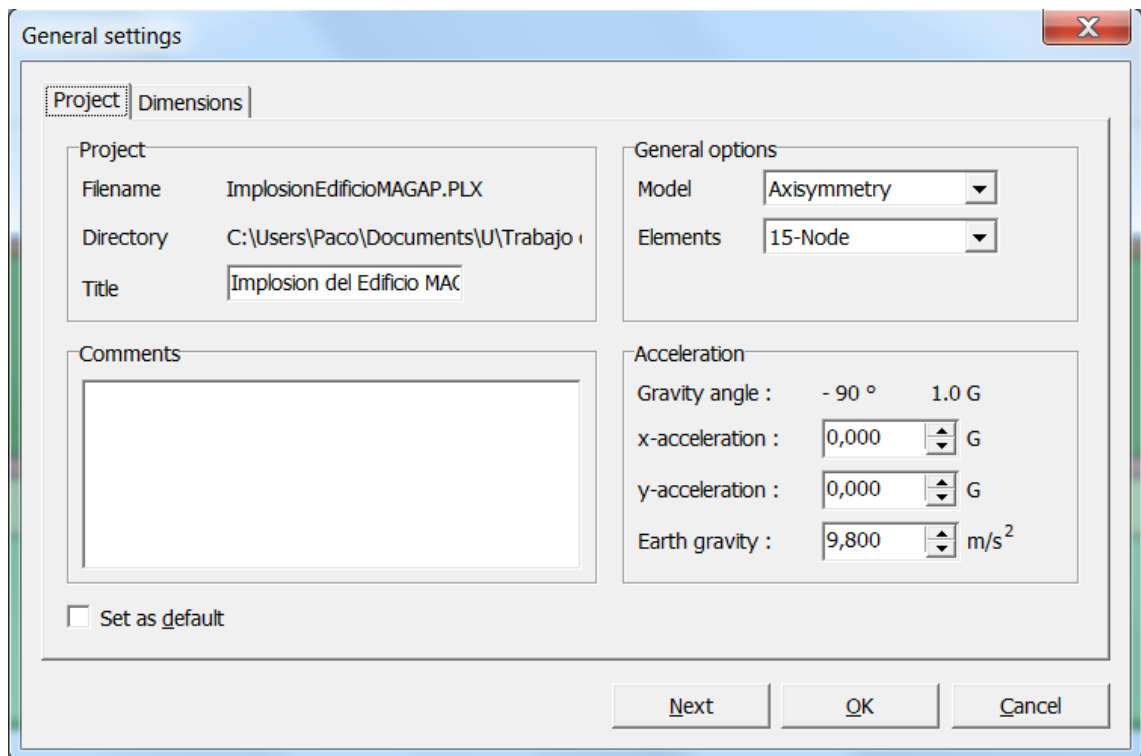 General settings
Project Dimensions
Project
Filename ImplosionEdificioMAGAP.PLX
Directory C:\Users\Paco\Documents\U\Trabajo
Title Implosion del Edificio MAG
General options
Model Axisymmetry
Elements 15-Node
Comments
Acceleration
Gravity angle : - 90 ° 1.0 G
x-acceleration : 0,000 G
y-acceleration : 0,000 G
Earth gravity : 9,800 m/s²
Set as default
Next OK Cancel